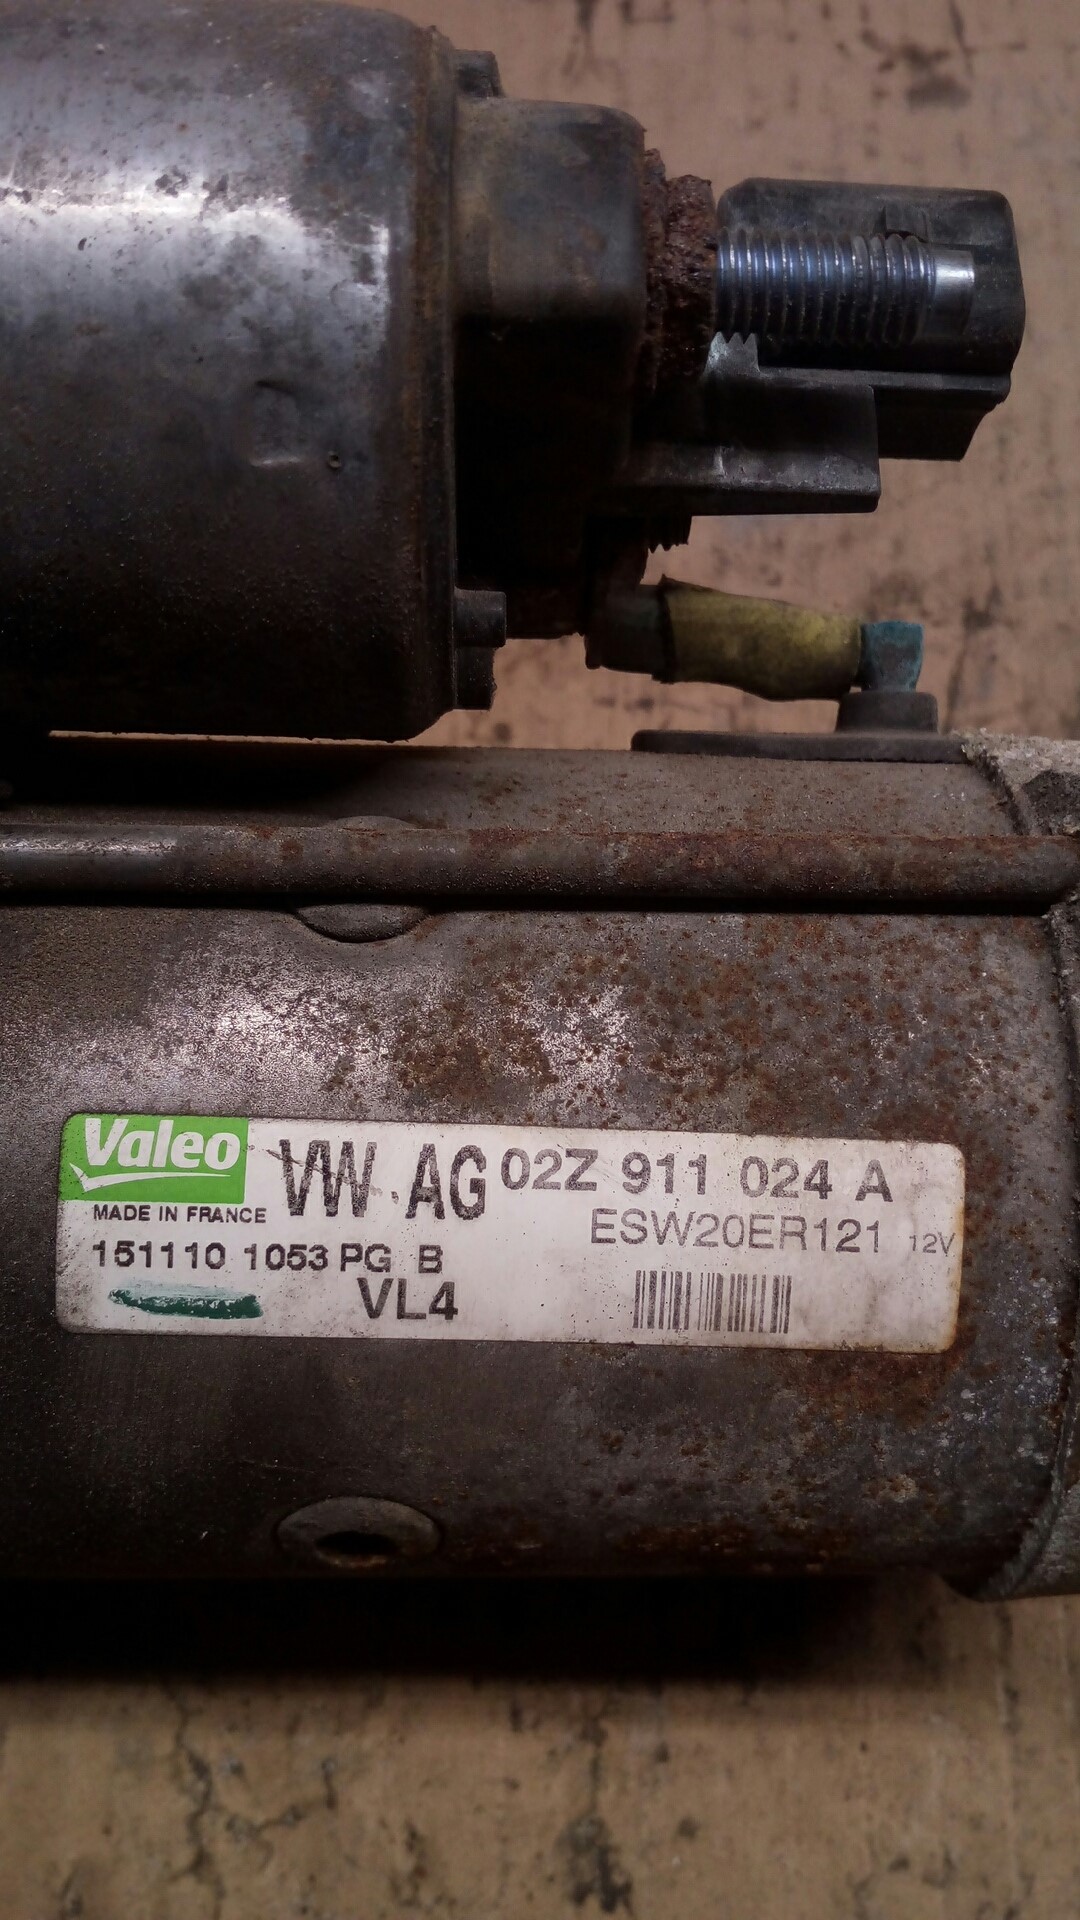 Valeo
VW AG 02Z 911 024 A
MADE IN FRANCE
ESW20ER121 12V
151110 1053 PG B
VL4